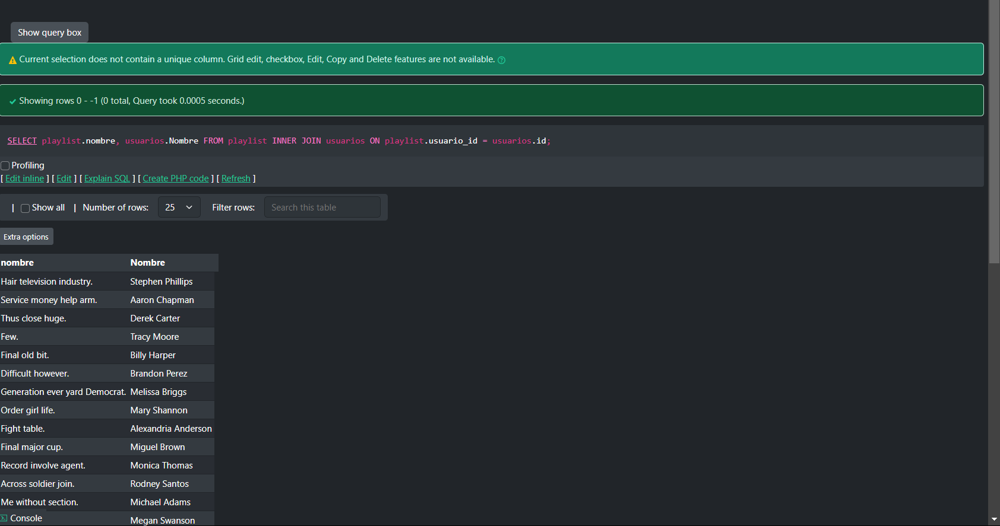 Show query box
Current selection does not contain a unique column. Grid edit, checkbox, Edit, Copy and Delete features are not available.
Showing rows 0 - -1 (0 total, Query took 0.0005 seconds.)
SELECT playlist.nombre, usuarios.Nombre FROM playlist INNER JOIN usuarios ON playlist.usuario_id = usuarios.id;
Profiling
[ Edit inline ] [ Edit ] [ Explain SQL ] [ Create PHP code ] [ Refresh ]
| Show all | Number of rows: 25 Filter rows: Search this table
Extra options
nombre Nombre
Hair television industry. Stephen Phillips
Service money help arm. Aaron Chapman
Thus close huge. Derek Carter
Few. Tracy Moore
Final old bit. Billy Harper
Difficult however. Brandon Perez
Generation ever yard Democrat. Melissa Briggs
Order girl life. Mary Shannon
Fight table. Alexandria Anderson
Final major cup. Miguel Brown
Record involve agent. Monica Thomas
Across soldier join. Rodney Santos
Me without section. Michael Adams
Console Megan Swanson